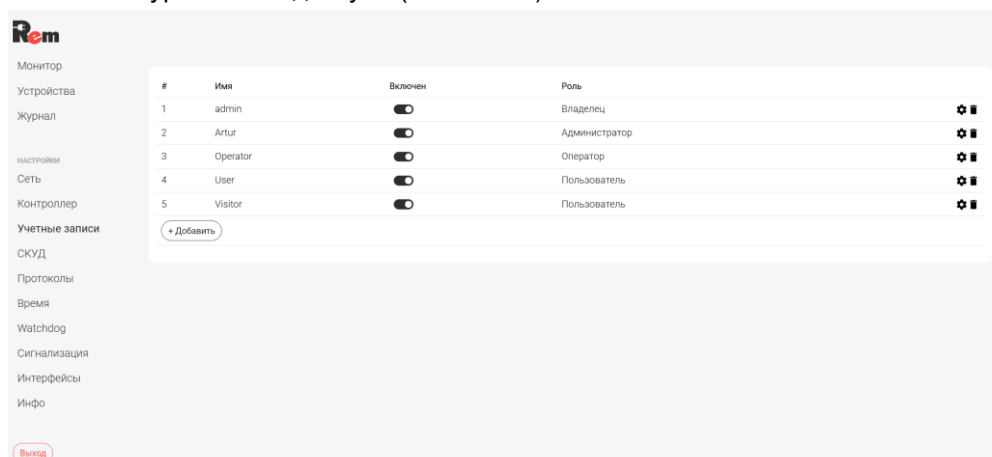 Rem
Монитор
Устройства
Журнал
НАСТРОЙКИ
Сеть
Контроллер
Учетные записи
СКУД
Протоколы
Время
Watchdog
Сигнализация
Интерфейсы
Инфо
Выход
# Имя Включен Роль
1 admin Владелец
2 Artur Администратор
3 Operator Оператор
4 User Пользователь
5 Visitor Пользователь
+ Добавить